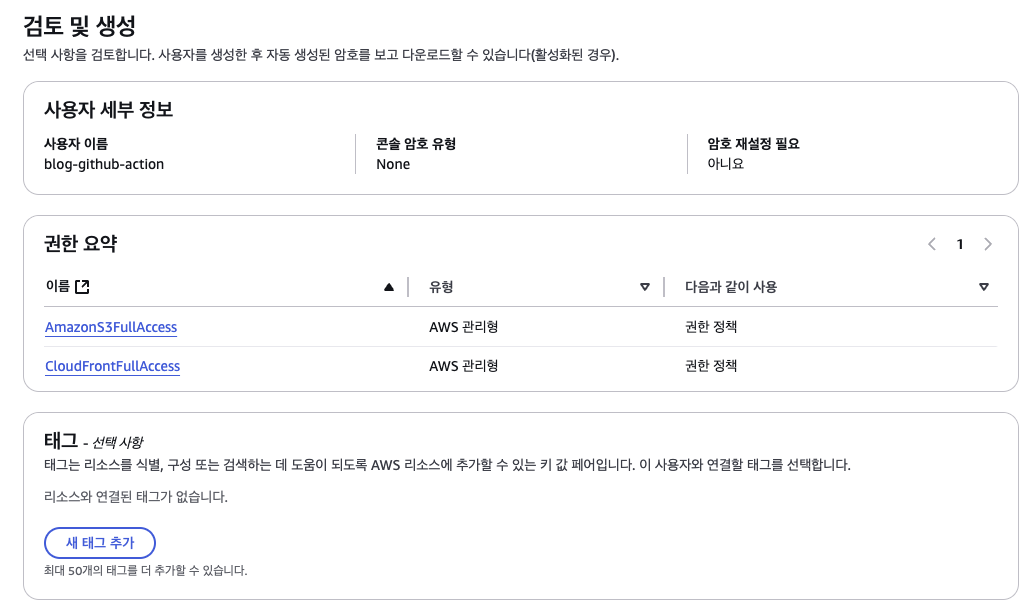 검토 및 생성
선택 사항을 검토합니다. 사용자를 생성한 후 자동 생성된 암호를 보고 다운로드할 수 있습니다(활성화된 경우).
사용자 세부 정보
사용자 이름
blog-github-action
콘솔 암호 유형
None
암호 재설정 필요
아니요
권한 요약
1
이름 유형 다음과 같이 사용
AmazonS3FullAccess AWS 관리형 권한 정책
CloudFrontFullAccess AWS 관리형 권한 정책
태그 - 선택 사항
태그는 리소스를 식별, 구성 또는 검색하는 데 도움이 되도록 AWS 리소스에 추가할 수 있는 키 값 페어입니다. 이 사용자와 연결할 태그를 선택합니다.
리소스와 연결된 태그가 없습니다.
새 태그 추가
최대 50개의 태그를 더 추가할 수 있습니다.